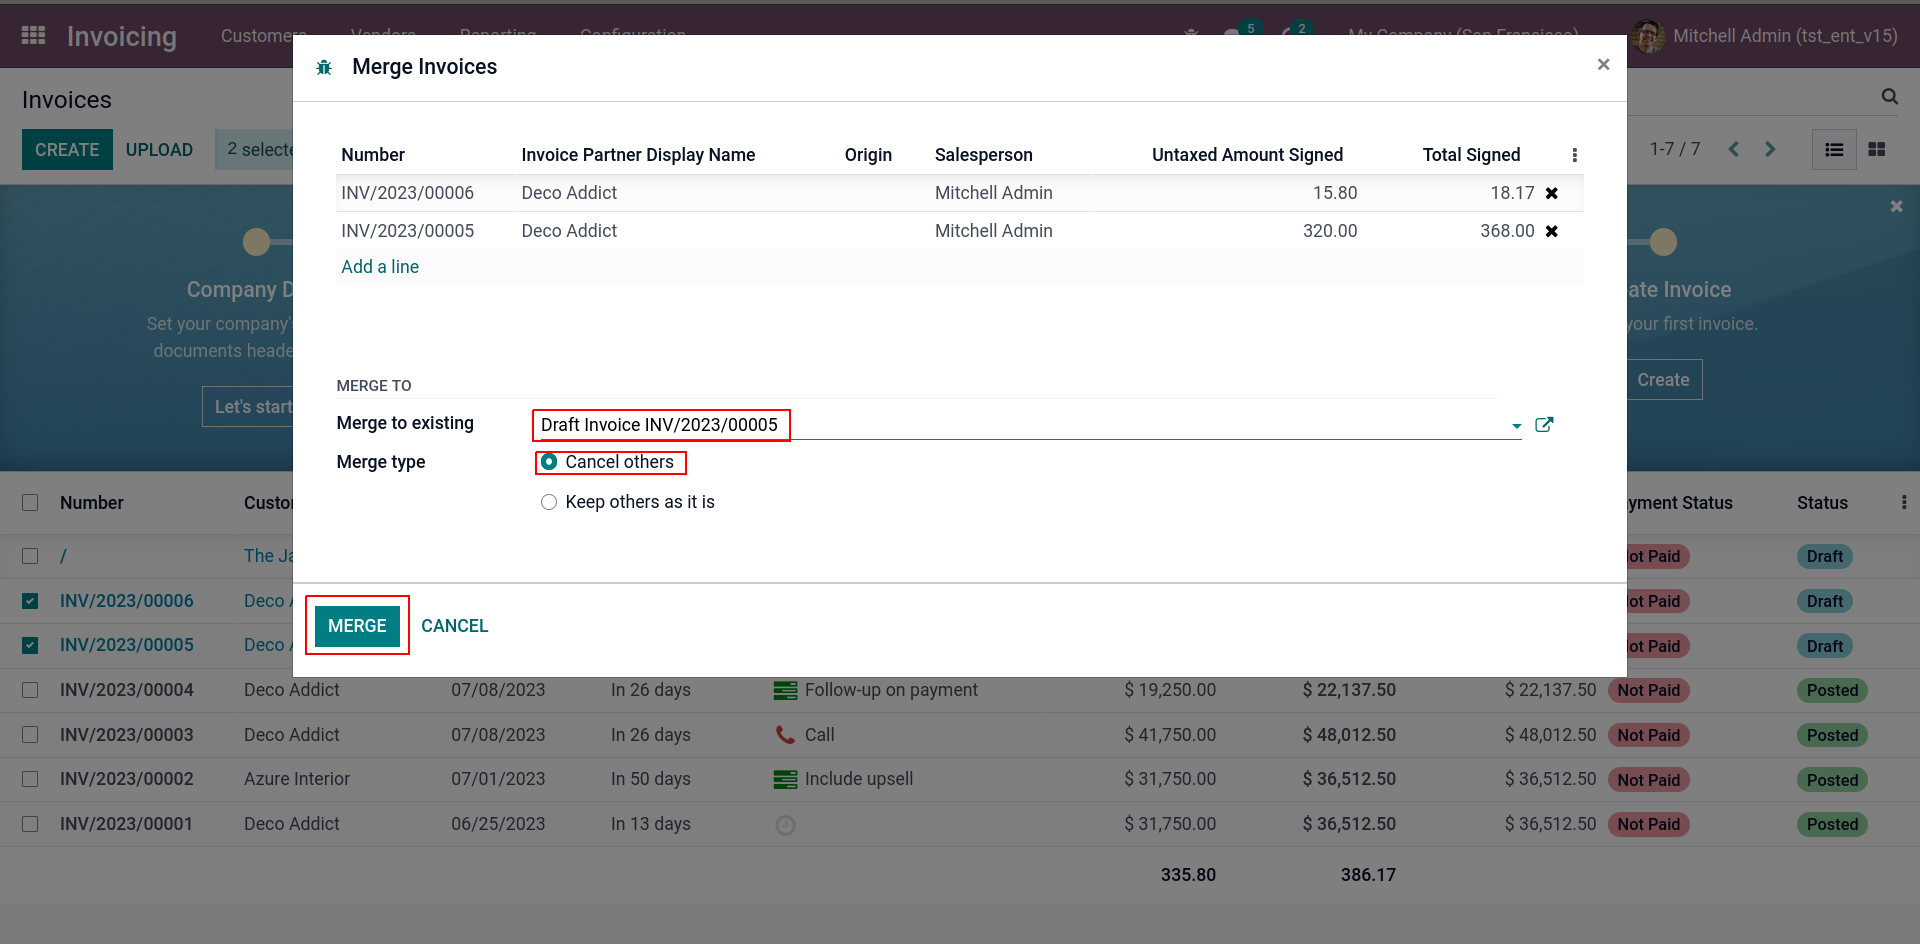 Invoicing Customers Vendors Reporting Configuration 5 2 My Company (San Francisco) Mitchell Admin (tst_ent_v15)
Merge Invoices ×
Invoices
CREATE UPLOAD 2 selecte 1-7 / 7
Number Invoice Partner Display Name Origin Salesperson Untaxed Amount Signed Total Signed
INV/2023/00006 Deco Addict Mitchell Admin 15.80 18.17
INV/2023/00005 Deco Addict Mitchell Admin 320.00 368.00
Add a line
Company D ate Invoice
Set your company' your first invoice.
documents heade
Let's start Create
MERGE TO
Merge to existing Draft Invoice INV/2023/00005
Merge type Cancel others
Keep others as it is
Number Custo yment Status Status
/ The Ja ot Paid Draft
INV/2023/00006 Deco A ot Paid Draft
INV/2023/00005 Deco A ot Paid Draft
MERGE CANCEL
INV/2023/00004 Deco Addict 07/08/2023 In 26 days Follow-up on payment $ 19,250.00 $ 22,137.50 $ 22,137.50 Not Paid Posted
INV/2023/00003 Deco Addict 07/08/2023 In 26 days Call $ 41,750.00 $ 48,012.50 $ 48,012.50 Not Paid Posted
INV/2023/00002 Azure Interior 07/01/2023 In 50 days Include upsell $ 31,750.00 $ 36,512.50 $ 36,512.50 Not Paid Posted
INV/2023/00001 Deco Addict 06/25/2023 In 13 days $ 31,750.00 $ 36,512.50 $ 36,512.50 Not Paid Posted
335.80 386.17